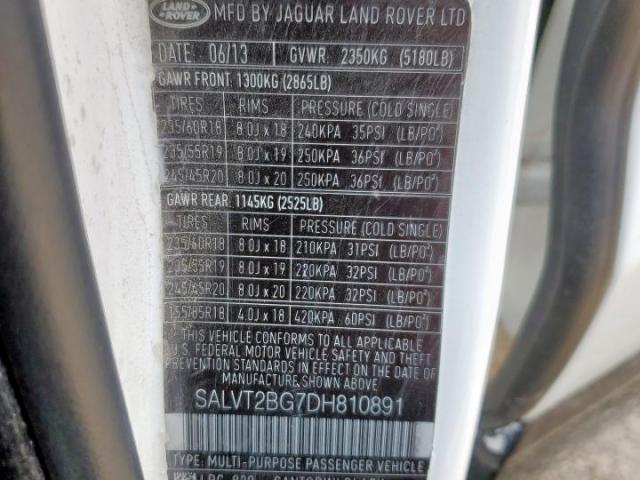 LAND ROVER
MFD BY JAGUAR LAND ROVER LTD
DATE: 06/13 GVWR 2350KG (5180LB)
GAWR FRONT: 1300KG (2865LB)
TIRES RIMS PRESSURE (COLD SINGLE)
235/60R18 8.0J x 18 240KPA 35PSI (LB/PO²)
235/55R19 8.0J x 19 250KPA 36PSI (LB/PO²)
245/45R20 8.0J x 20 250KPA 36PSI (LB/PO²)
GAWR REAR. 1145KG (2525LB)
TIRES RIMS PRESSURE (COLD SINGLE)
235/60R18 8.0J x 18 210KPA 31PSI (LB/PO²)
235/55R19 8.0J x 19 220KPA 32PSI (LB/PO²)
245/45R20 8.0J x 20 220KPA 32PSI (LB/PO²)
155/85R18 4.0J x 18 420KPA 60PSI (LB/PO²)
THIS VEHICLE CONFORMS TO ALL APPLICABLE
U.S. FEDERAL MOTOR VEHICLE SAFETY AND THEFT
PREVENTION STANDARDS IN EFFECT ON THE DATE
OF MANUFACTURE SHOWN ABOVE
SALVT2BG7DH810891
TYPE: MULTI-PURPOSE PASSENGER VEHICLE